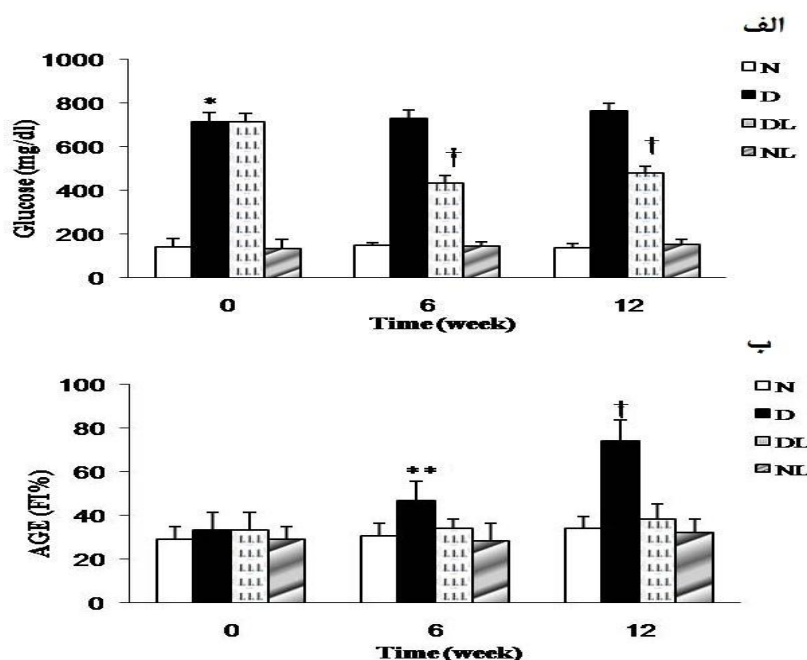 الف
Glucose (mg/dl)
1000
800
600
400
200
0
*
†
†
0 6 12
Time (week)
N
D
DL
NL
ب
AGE (FI%)
100
80
60
40
20
0
**
†
0 6 12
Time (week)
N
D
DL
NL